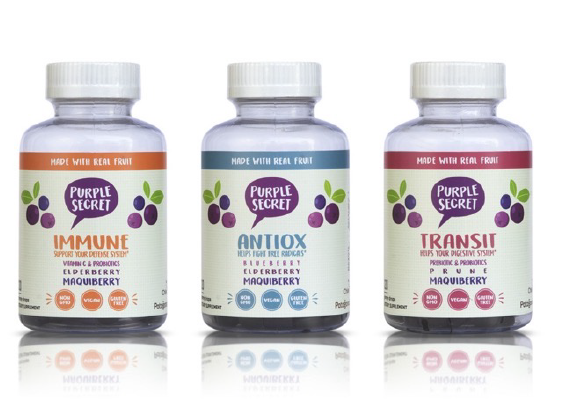 MADE WITH REAL FRUIT
PURPLE
SECRET
IMMUNE
SUPPORT YOUR DEFENSE SYSTEM*
VITAMIN C & PROBIOTICS
ELDERBERRY
MAQUIBERRY
NON
GMO
VEGAN
GLUTEN
FREE
MADE WITH REAL FRUIT
PURPLE
SECRET
ANTIOX
HELPS FIGHT FREE RADICALS*
BLUEBERRY
ELDERBERRY
MAQUIBERRY
NON
GMO
VEGAN
GLUTEN
FREE
MADE WITH REAL FRUIT
PURPLE
SECRET
TRANSIT
HELPS YOUR DIGESTIVE SYSTEM*
PREBIOTIC & PROBIOTICS
PRUNE
MAQUIBERRY
NON
GMO
VEGAN
GLUTEN
FREE